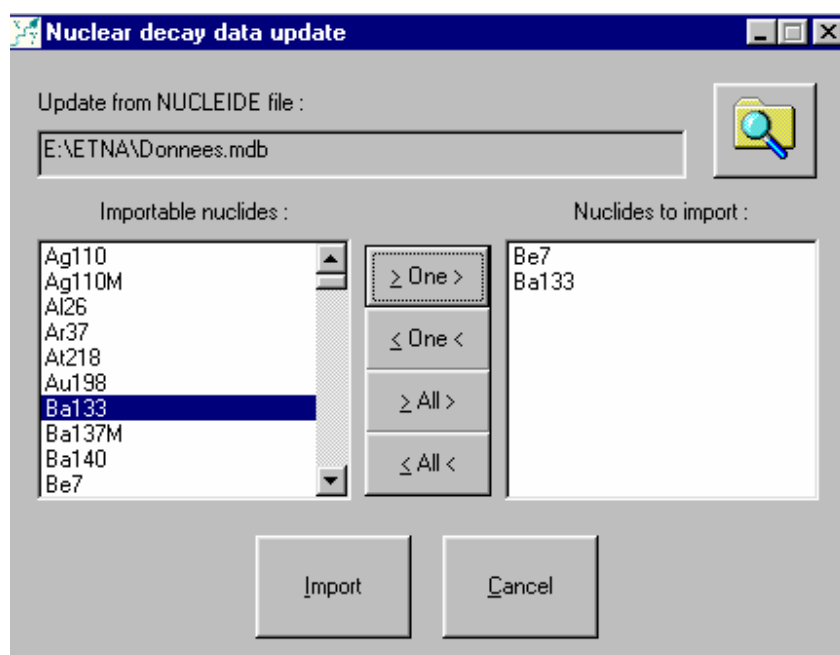 Nuclear decay data update
Update from NUCLEIDE file :
E:\ETNA\Donnees.mdb
Importable nuclides :
Ag110
Ag110M
Al26
Ar37
At218
Au198
Ba133
Ba137M
Ba140
Be7
> One >
< One <
> All >
< All <
Nuclides to import :
Be7
Ba133
Import
Cancel